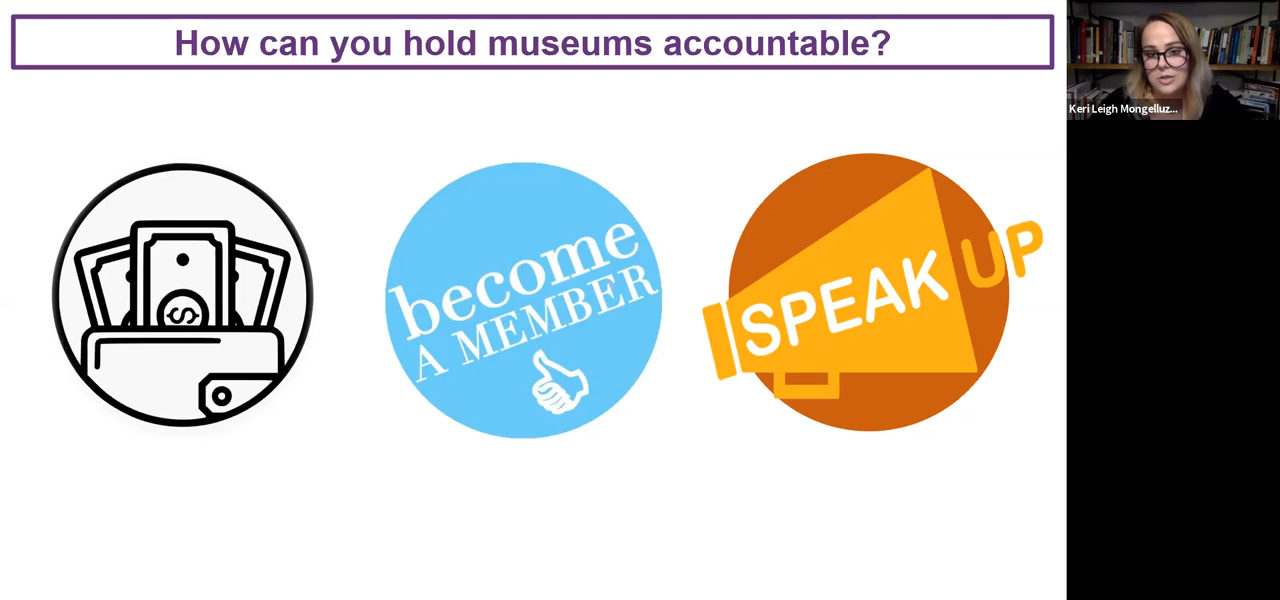 How can you hold museums accountable?
Keri Leigh Mongelluz...
become
A MEMBER
SPEAK UP